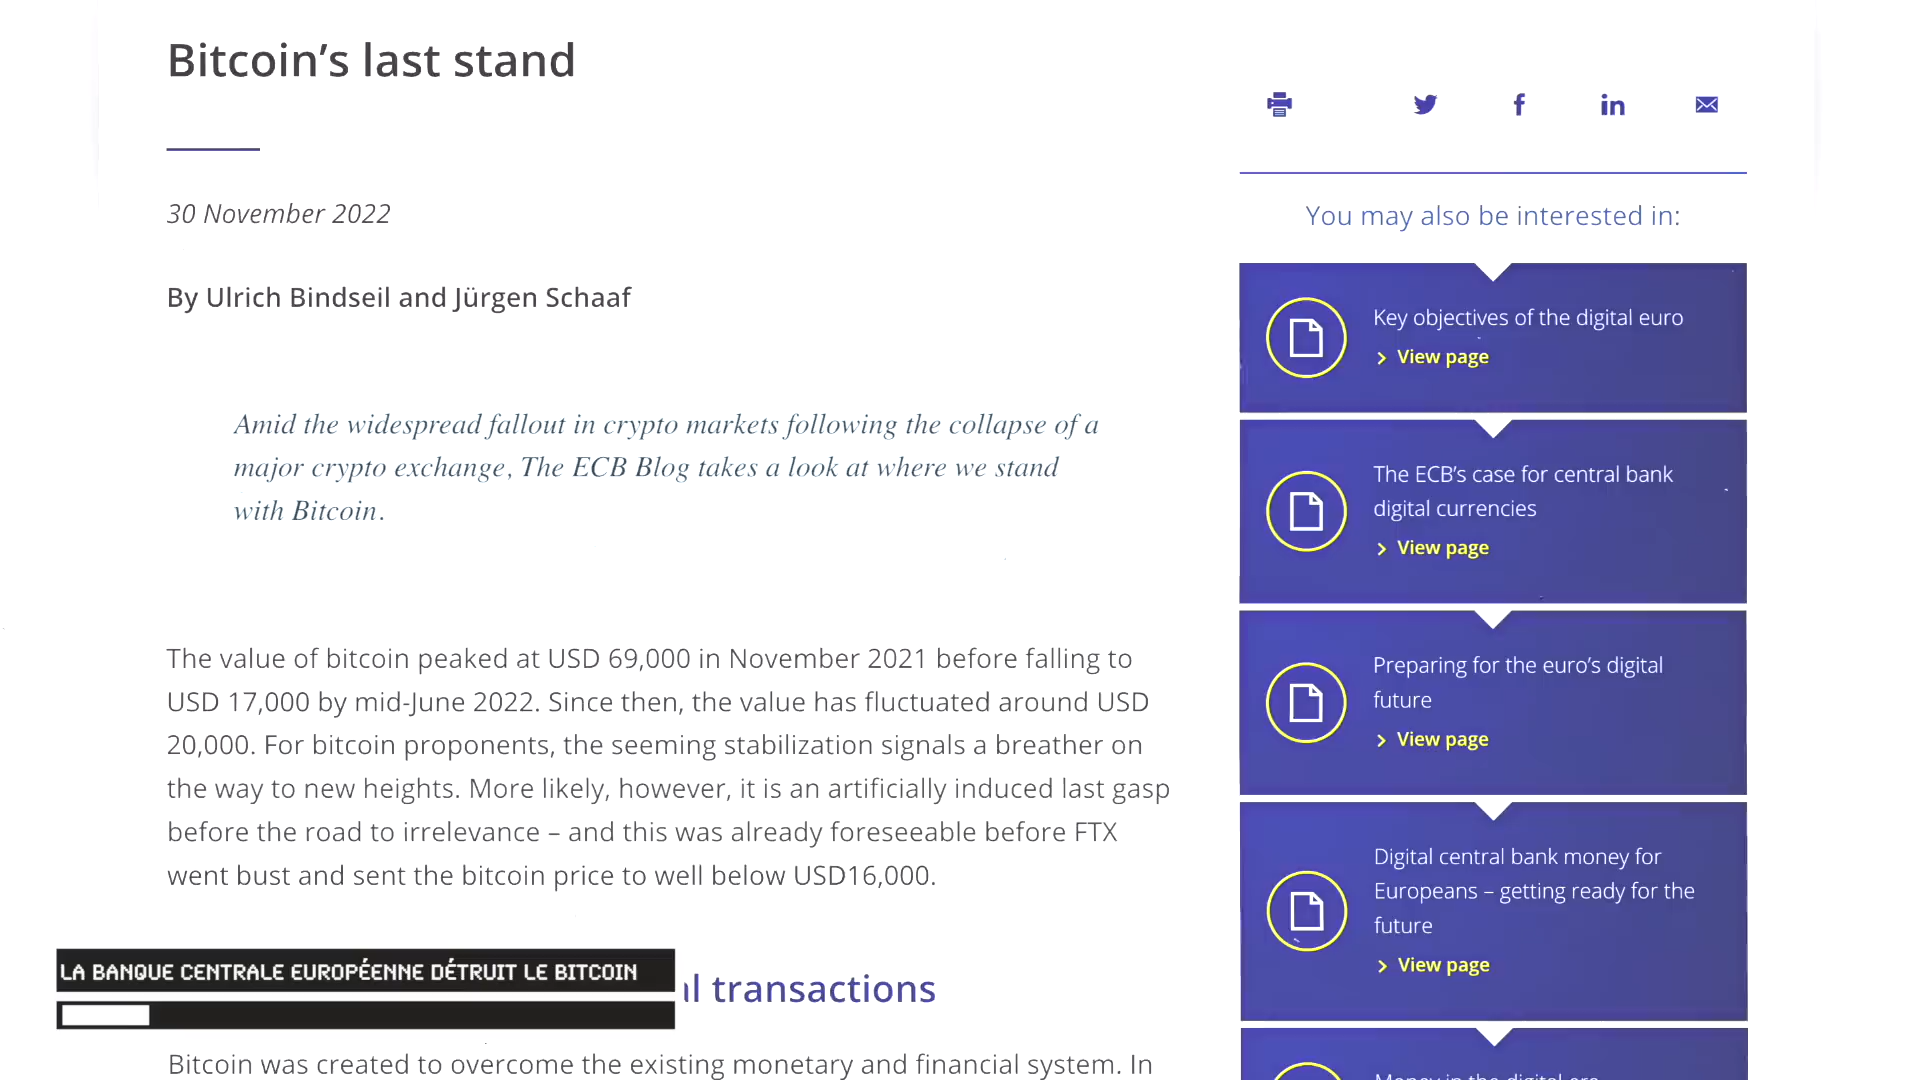 Bitcoin’s last stand
30 November 2022
By Ulrich Bindseil and Jürgen Schaaf
Amid the widespread fallout in crypto markets following the collapse of a
major crypto exchange, The ECB Blog takes a look at where we stand
with Bitcoin.
The value of bitcoin peaked at USD 69,000 in November 2021 before falling to
USD 17,000 by mid-June 2022. Since then, the value has fluctuated around USD
20,000. For bitcoin proponents, the seeming stabilization signals a breather on
the way to new heights. More likely, however, it is an artificially induced last gasp
before the road to irrelevance – and this was already foreseeable before FTX
went bust and sent the bitcoin price to well below USD16,000.
LA BANQUE CENTRALE EUROPÉENNE DÉTRUIT LE BITCOIN
transactions
Bitcoin was created to overcome the existing monetary and financial system. In
You may also be interested in:
Key objectives of the digital euro
View page
The ECB’s case for central bank
digital currencies
View page
Preparing for the euro’s digital
future
View page
Digital central bank money for
Europeans – getting ready for the
future
View page